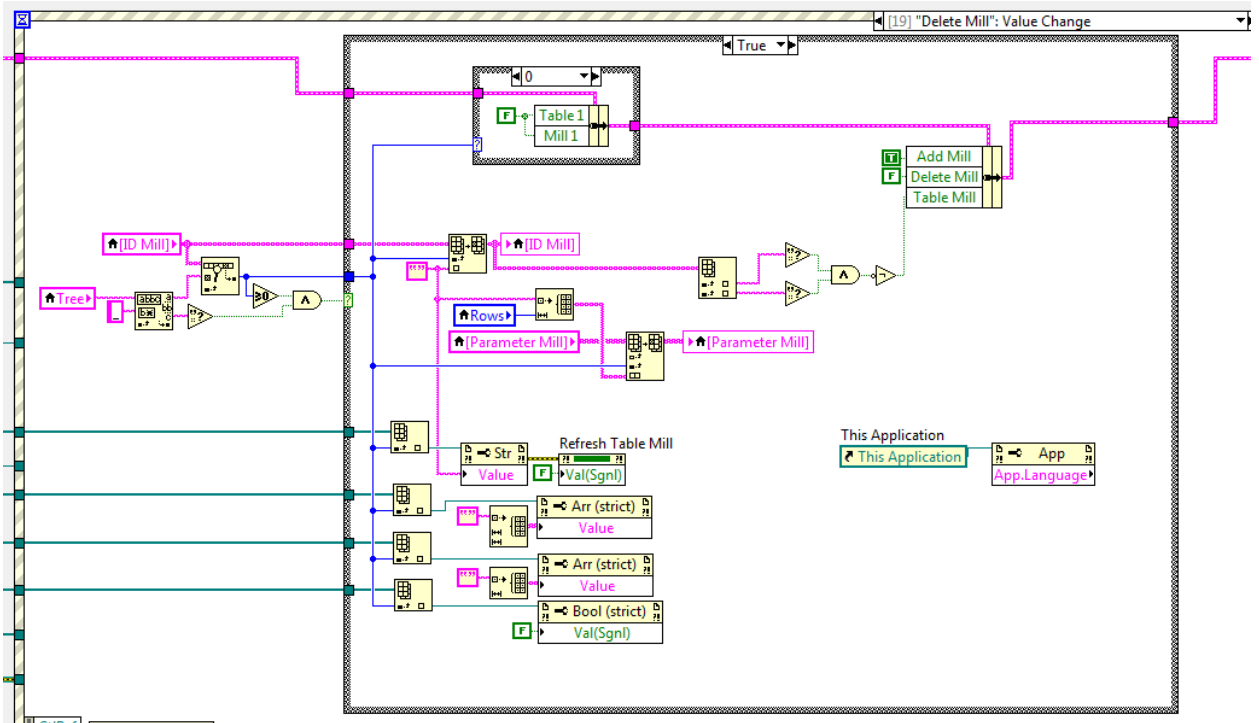 [19] "Delete Mill": Value Change
True
0
F
Table 1
Mill 1
T
Add Mill
F
Delete Mill
Table Mill
[ID Mill]
[ID Mill]
Tree
Rows
[Parameter Mill]
[Parameter Mill]
Refresh Table Mill
Str
Value
F
Val(Sgnl)
This Application
This Application
App
App.Language
Arr (strict)
Value
Arr (strict)
Value
Bool (strict)
F
Val(Sgnl)